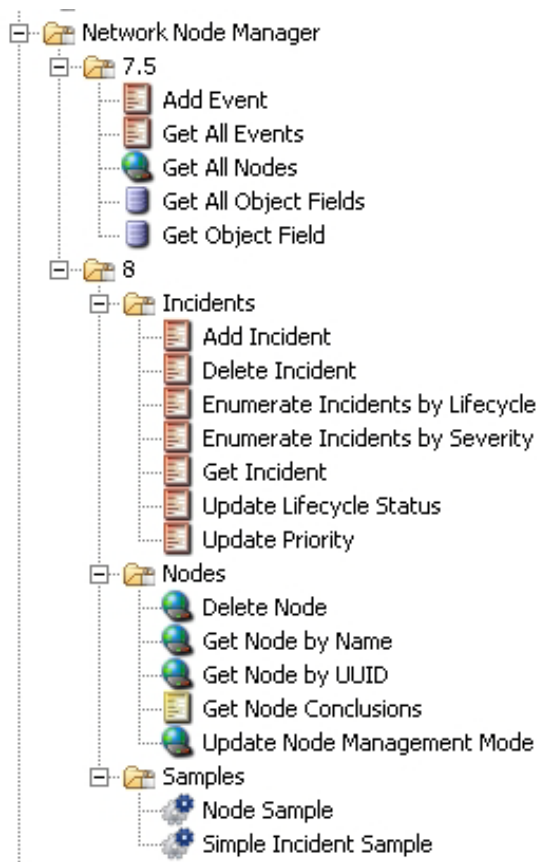 Network Node Manager
7.5
Add Event
Get All Events
Get All Nodes
Get All Object Fields
Get Object Field
8
Incidents
Add Incident
Delete Incident
Enumerate Incidents by Lifecycle
Enumerate Incidents by Severity
Get Incident
Update Lifecycle Status
Update Priority
Nodes
Delete Node
Get Node by Name
Get Node by UUID
Get Node Conclusions
Update Node Management Mode
Samples
Node Sample
Simple Incident Sample